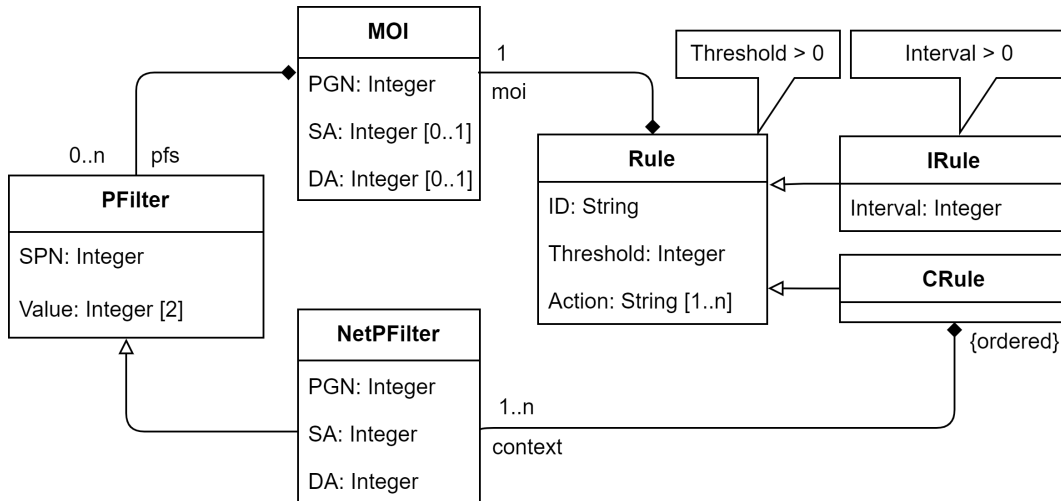 MOI
PGN: Integer
SA: Integer [0..1]
DA: Integer [0..1]
1
moi
Threshold > 0
Interval > 0
0..n
pfs
PFilter
SPN: Integer
Value: Integer [2]
Rule
ID: String
Threshold: Integer
Action: String [1..n]
IRule
Interval: Integer
CRule
{ordered}
NetPFilter
PGN: Integer
SA: Integer
DA: Integer
1..n
context